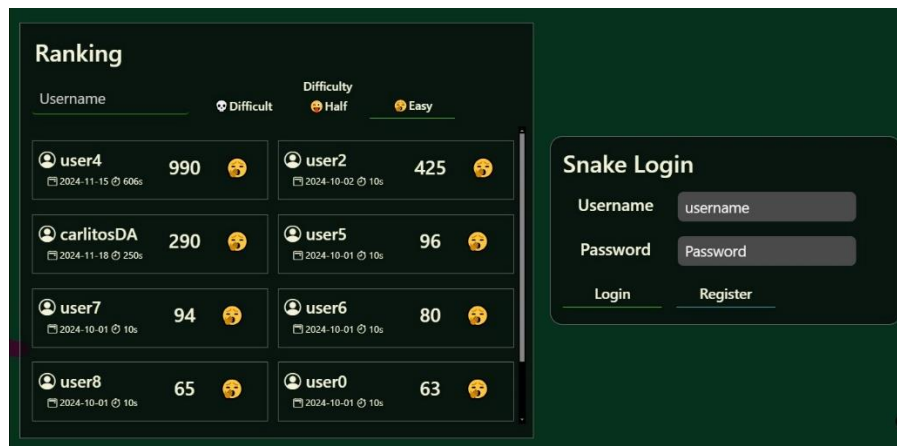 Ranking
Username
Difficulty
Difficult
Half
Easy
user4
990
2024-11-15 606s
user2
425
2024-10-02 10s
carlitosDA
290
2024-11-18 250s
user5
96
2024-10-01 10s
user7
94
2024-10-01 10s
user6
80
2024-10-01 10s
user8
65
2024-10-01 10s
user0
63
2024-10-01 10s
Snake Login
Username
username
Password
Password
Login
Register